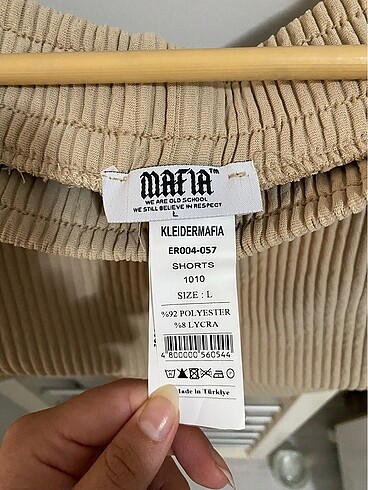 MAFIA™
WE ARE OLD SCHOOL
WE STILL BELIEVE IN RESPECT
L
KLEIDERMAFIA
ER004-057
SHORTS
1010
SIZE : L
%92 POLYESTER
%8 LYCRA
4 800000 560544
Made in Türkiye